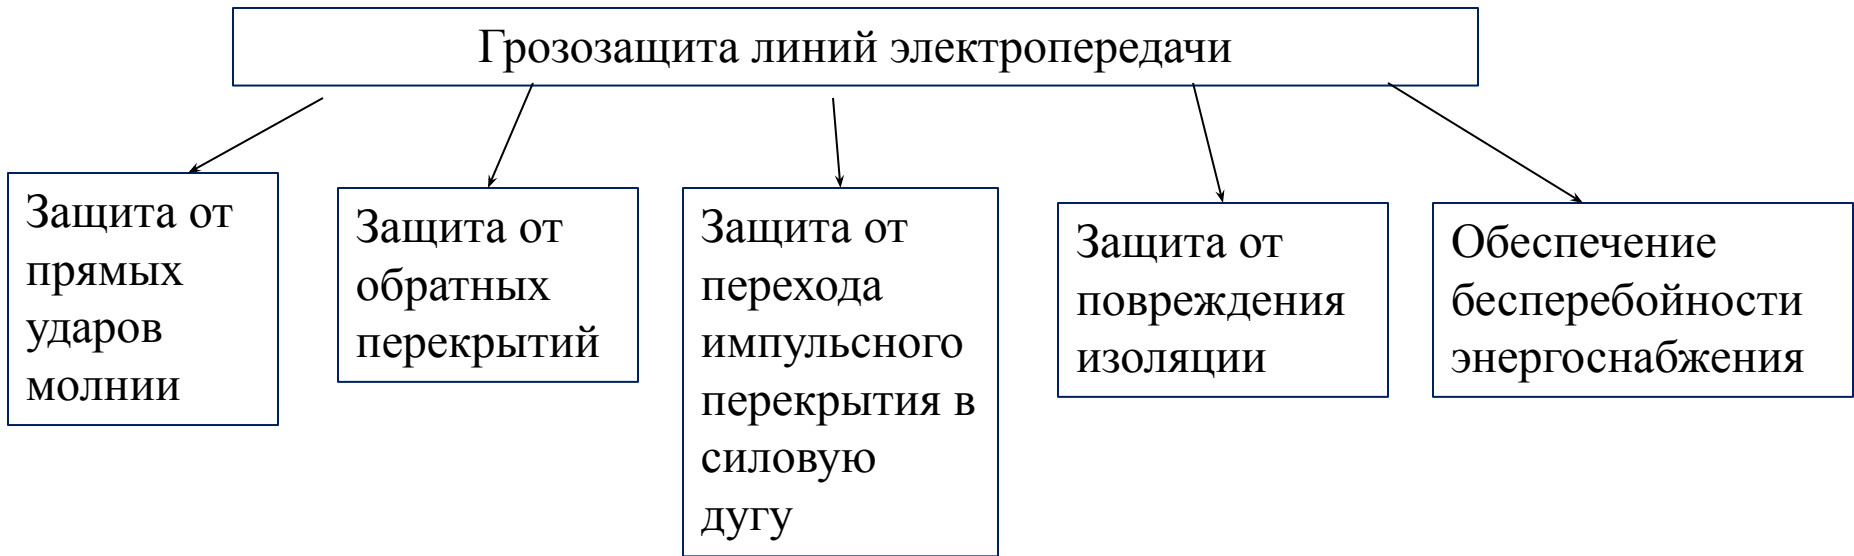 Грозозащита линий электропередачи
Защита от
прямых
ударов
молнии
Защита от
обратных
перекрытий
Защита от
перехода
импульсного
перекрытия в
силовую
дугу
Защита от
повреждения
изоляции
Обеспечение
бесперебойности
энергоснабжения